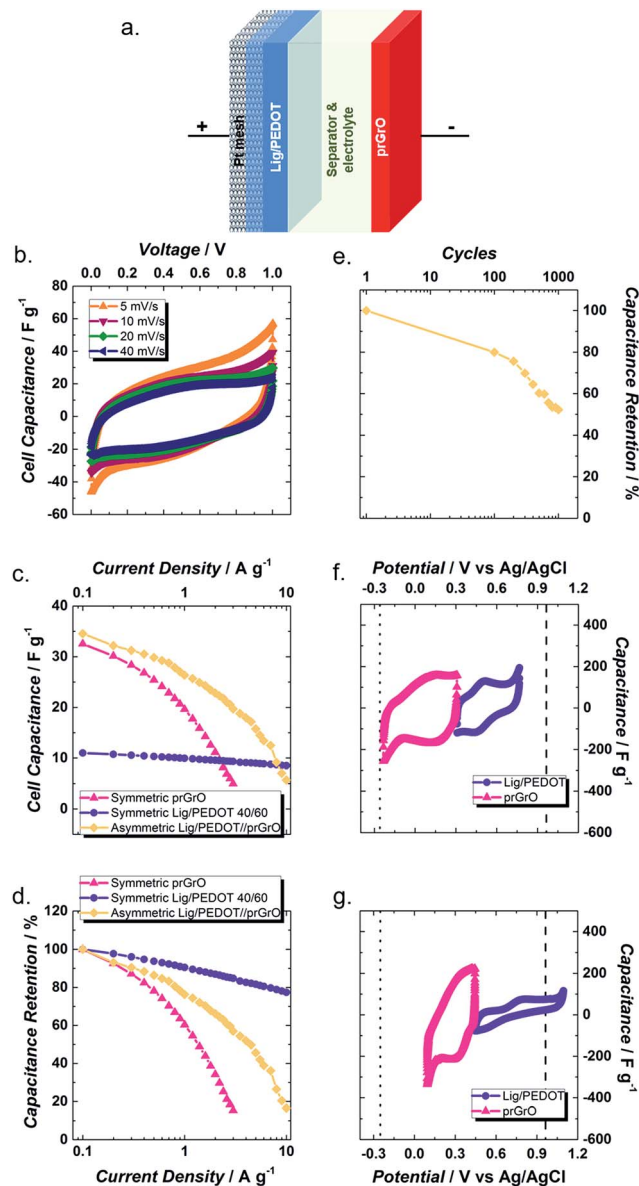 a.
+
Pt mesh
Lig/PEDOT
Separator &
electrolyte
prGrO
-
b.
Voltage / V
0.0 0.2 0.4 0.6 0.8 1.0
80
60
40
20
0
-20
-40
-60
Cell Capacitance / F g-1
5 mV/s
10 mV/s
20 mV/s
40 mV/s
e.
Cycles
1 10 100 1000
100
80
60
40
20
0
Capacitance Retention / %
c.
Current Density / A g-1
0.1 1 10
40
30
20
10
0
Cell Capacitance / F g-1
Symmetric prGrO
Symmetric Lig/PEDOT 40/60
Asymmetric Lig/PEDOT//prGrO
f.
Potential / V vs Ag/AgCl
-0.3 0.0 0.3 0.6 0.9 1.2
400
200
0
-200
-400
-600
Capacitance / F g-1
Lig/PEDOT
prGrO
d.
Symmetric prGrO
Symmetric Lig/PEDOT 40/60
Asymmetric Lig/PEDOT//prGrO
120
100
80
60
40
20
0
Capacitance Retention / %
0.1 1 10
Current Density / A g-1
g.
400
200
0
-200
-400
-600
Capacitance / F g-1
Lig/PEDOT
prGrO
-0.3 0.0 0.3 0.6 0.9 1.2
Potential / V vs Ag/AgCl